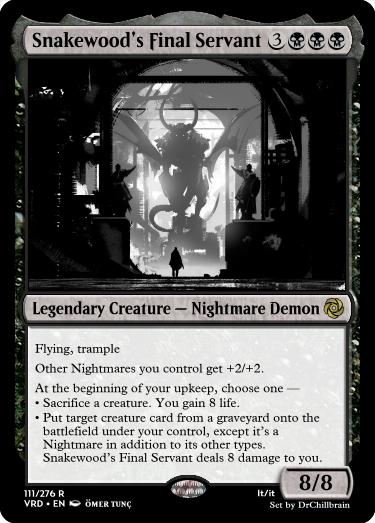 Snakewood's Final Servant 3
Legendary Creature — Nightmare Demon
Flying, trample
Other Nightmares you control get +2/+2.
At the beginning of your upkeep, choose one —
• Sacrifice a creature. You gain 8 life.
• Put target creature card from a graveyard onto the
battlefield under your control, except it's a
Nightmare in addition to its other types.
Snakewood's Final Servant deals 8 damage to you.
8/8
111/276 R
It/it
VRD • EN ÖMER TUNÇ
Set by DrChillbrain